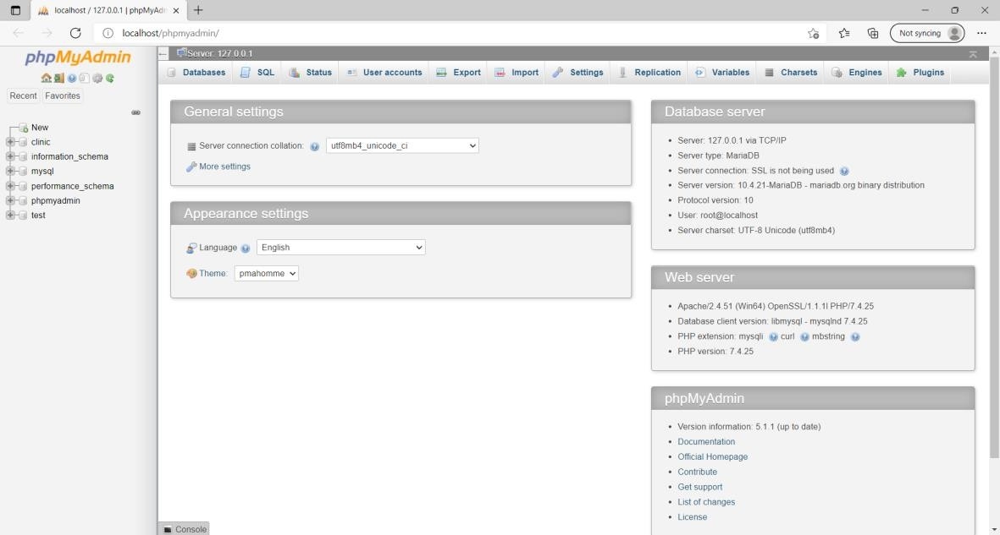 localhost / 127.0.0.1 | phpMyAdm
localhost/phpmyadmin/
Not syncing
phpMyAdmin
Recent Favorites
New
clinic
information_schema
mysql
performance_schema
phpmyadmin
test
Server: 127.0.0.1
Databases SQL Status User accounts Export Import Settings Replication Variables Charsets Engines Plugins
General settings
Server connection collation: utf8mb4_unicode_ci
More settings
Appearance settings
Language English
Theme: pmahomme
Database server
• Server: 127.0.0.1 via TCP/IP
• Server type: MariaDB
• Server connection: SSL is not being used
• Server version: 10.4.21-MariaDB - mariadb.org binary distribution
• Protocol version: 10
• User: root@localhost
• Server charset: UTF-8 Unicode (utf8mb4)
Web server
• Apache/2.4.51 (Win64) OpenSSL/1.1.1l PHP/7.4.25
• Database client version: libmysql - mysqlnd 7.4.25
• PHP extension: mysqli curl mbstring
• PHP version: 7.4.25
phpMyAdmin
• Version information: 5.1.1 (up to date)
• Documentation
• Official Homepage
• Contribute
• Get support
• List of changes
• License
Console